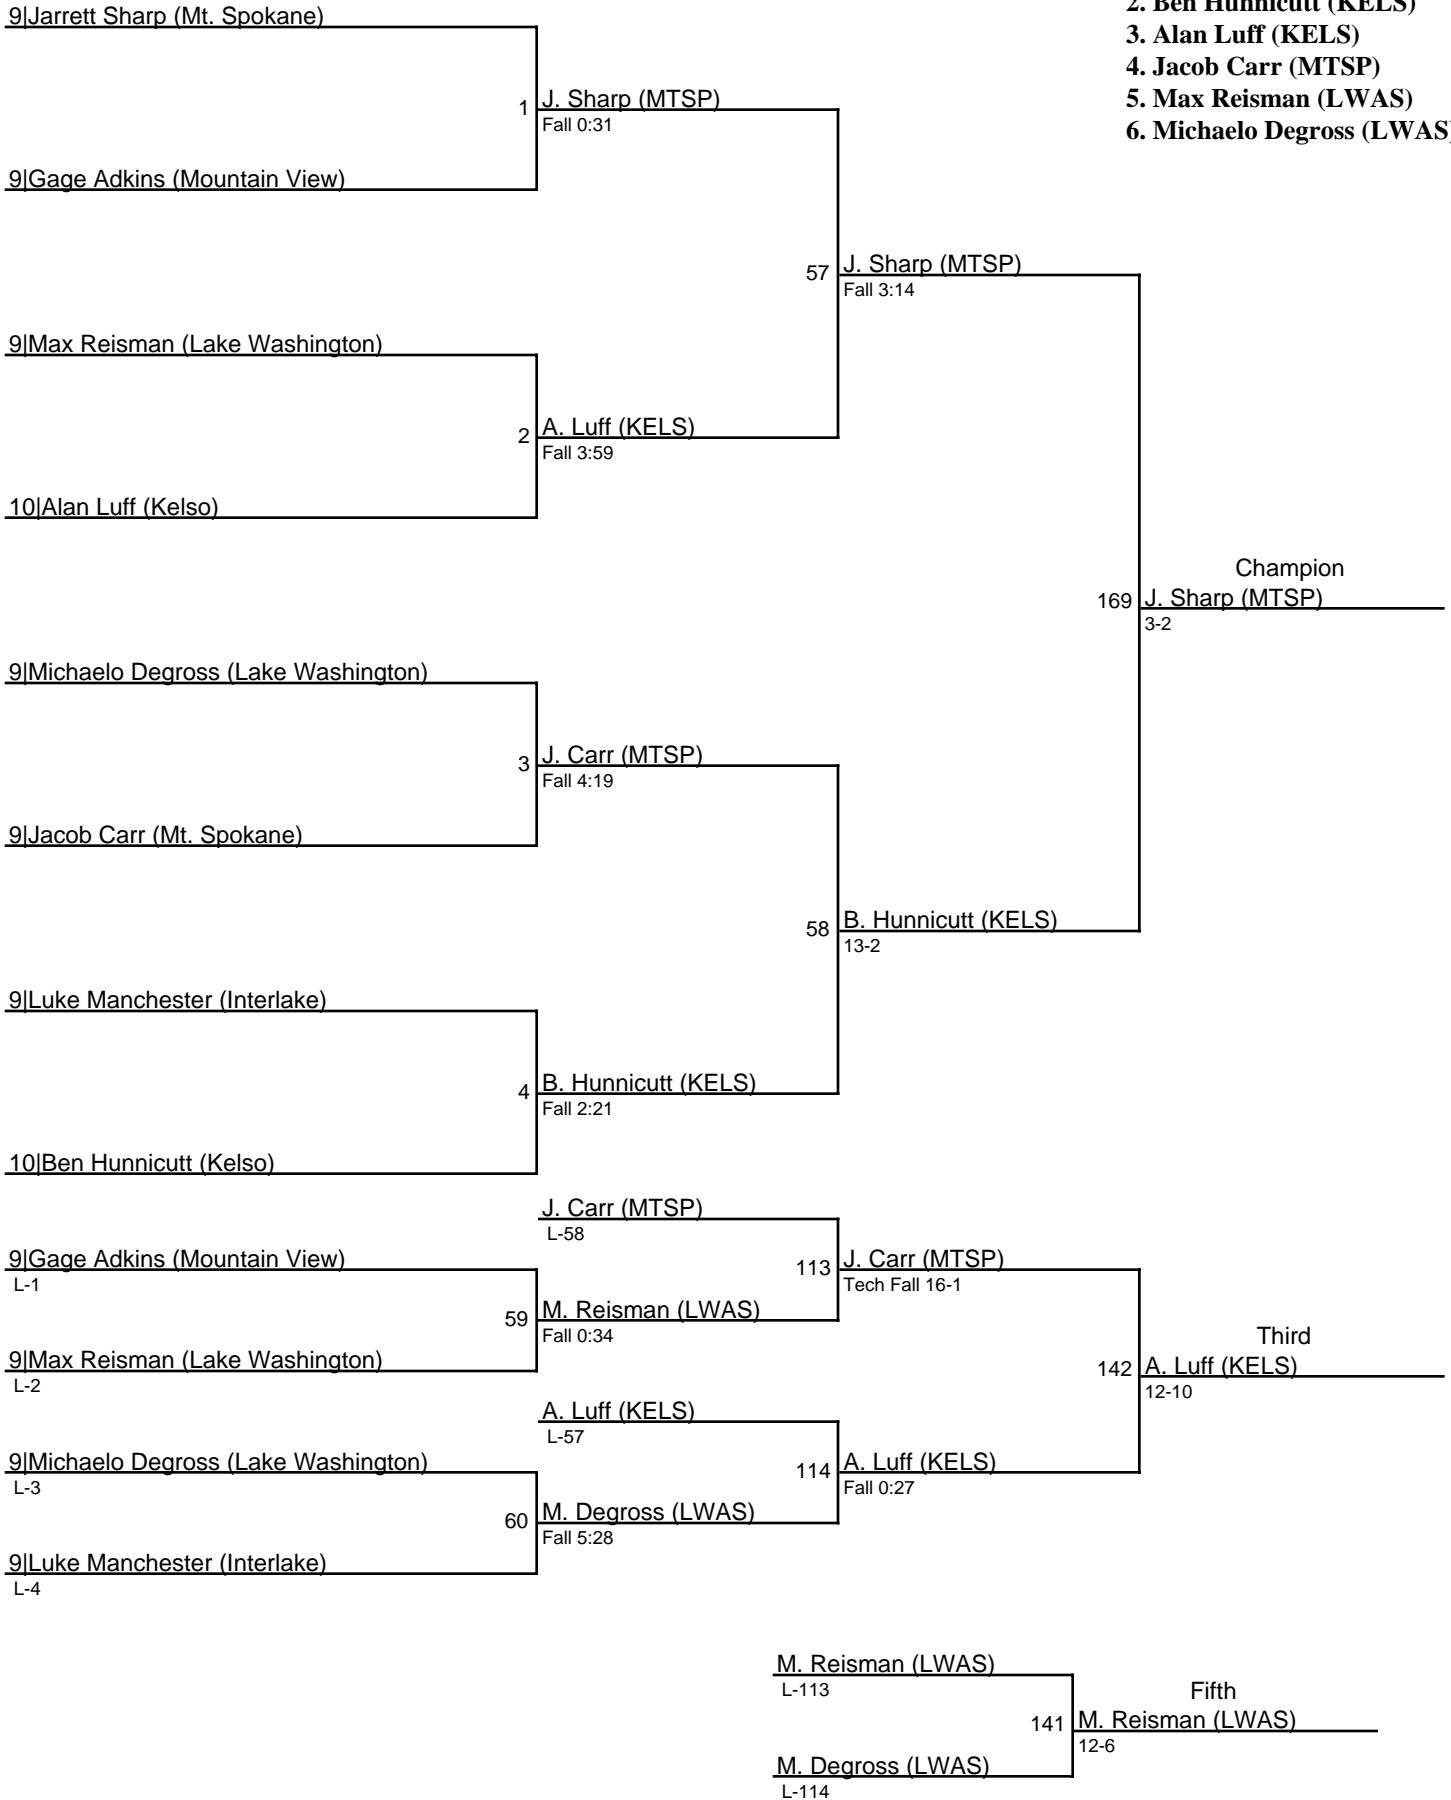 9|Jarrett Sharp (Mt. Spokane)
2. Ben Hunnicutt (KELS)
3. Alan Luff (KELS)
4. Jacob Carr (MTSP)
5. Max Reisman (LWAS)
6. Michaelo Degross (LWAS)
1
J. Sharp (MTSP)
Fall 0:31
9|Gage Adkins (Mountain View)
57
J. Sharp (MTSP)
Fall 3:14
9|Max Reisman (Lake Washington)
2
A. Luff (KELS)
Fall 3:59
10|Alan Luff (Kelso)
Champion
169
J. Sharp (MTSP)
3-2
9|Michaelo Degross (Lake Washington)
3
J. Carr (MTSP)
Fall 4:19
9|Jacob Carr (Mt. Spokane)
58
B. Hunnicutt (KELS)
13-2
9|Luke Manchester (Interlake)
4
B. Hunnicutt (KELS)
Fall 2:21
10|Ben Hunnicutt (Kelso)
J. Carr (MTSP)
L-58
9|Gage Adkins (Mountain View)
L-1
113
J. Carr (MTSP)
Tech Fall 16-1
59
M. Reisman (LWAS)
Fall 0:34
9|Max Reisman (Lake Washington)
L-2
Third
142
A. Luff (KELS)
12-10
A. Luff (KELS)
L-57
9|Michaelo Degross (Lake Washington)
L-3
114
A. Luff (KELS)
Fall 0:27
60
M. Degross (LWAS)
Fall 5:28
9|Luke Manchester (Interlake)
L-4
M. Reisman (LWAS)
L-113
Fifth
141
M. Reisman (LWAS)
12-6
M. Degross (LWAS)
L-114